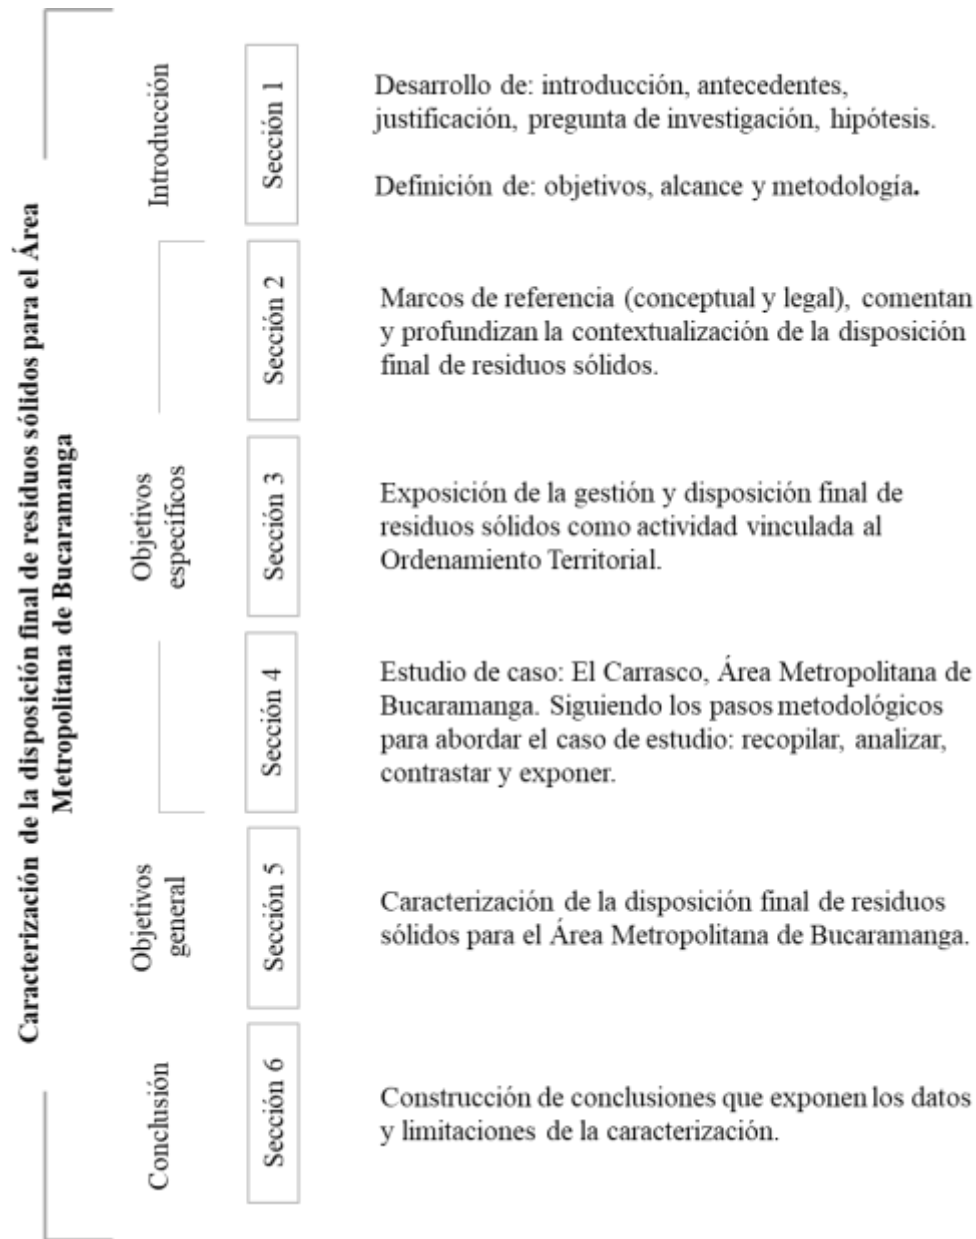 Caracterización de la disposición final de residuos sólidos para el Área
Metropolitana de Bucaramanga
Introducción
Sección 1
Desarrollo de: introducción, antecedentes,
justificación, pregunta de investigación, hipótesis.
Definición de: objetivos, alcance y metodología.
Objetivos
específicos
Sección 2
Marcos de referencia (conceptual y legal), comentan
y profundizan la contextualización de la disposición
final de residuos sólidos.
Sección 3
Exposición de la gestión y disposición final de
residuos sólidos como actividad vinculada al
Ordenamiento Territorial.
Sección 4
Estudio de caso: El Carrasco, Área Metropolitana de
Bucaramanga. Siguiendo los pasos metodológicos
para abordar el caso de estudio: recopilar, analizar,
contrastar y exponer.
Objetivos
general
Sección 5
Caracterización de la disposición final de residuos
sólidos para el Área Metropolitana de Bucaramanga.
Conclusión
Sección 6
Construcción de conclusiones que exponen los datos
y limitaciones de la caracterización.